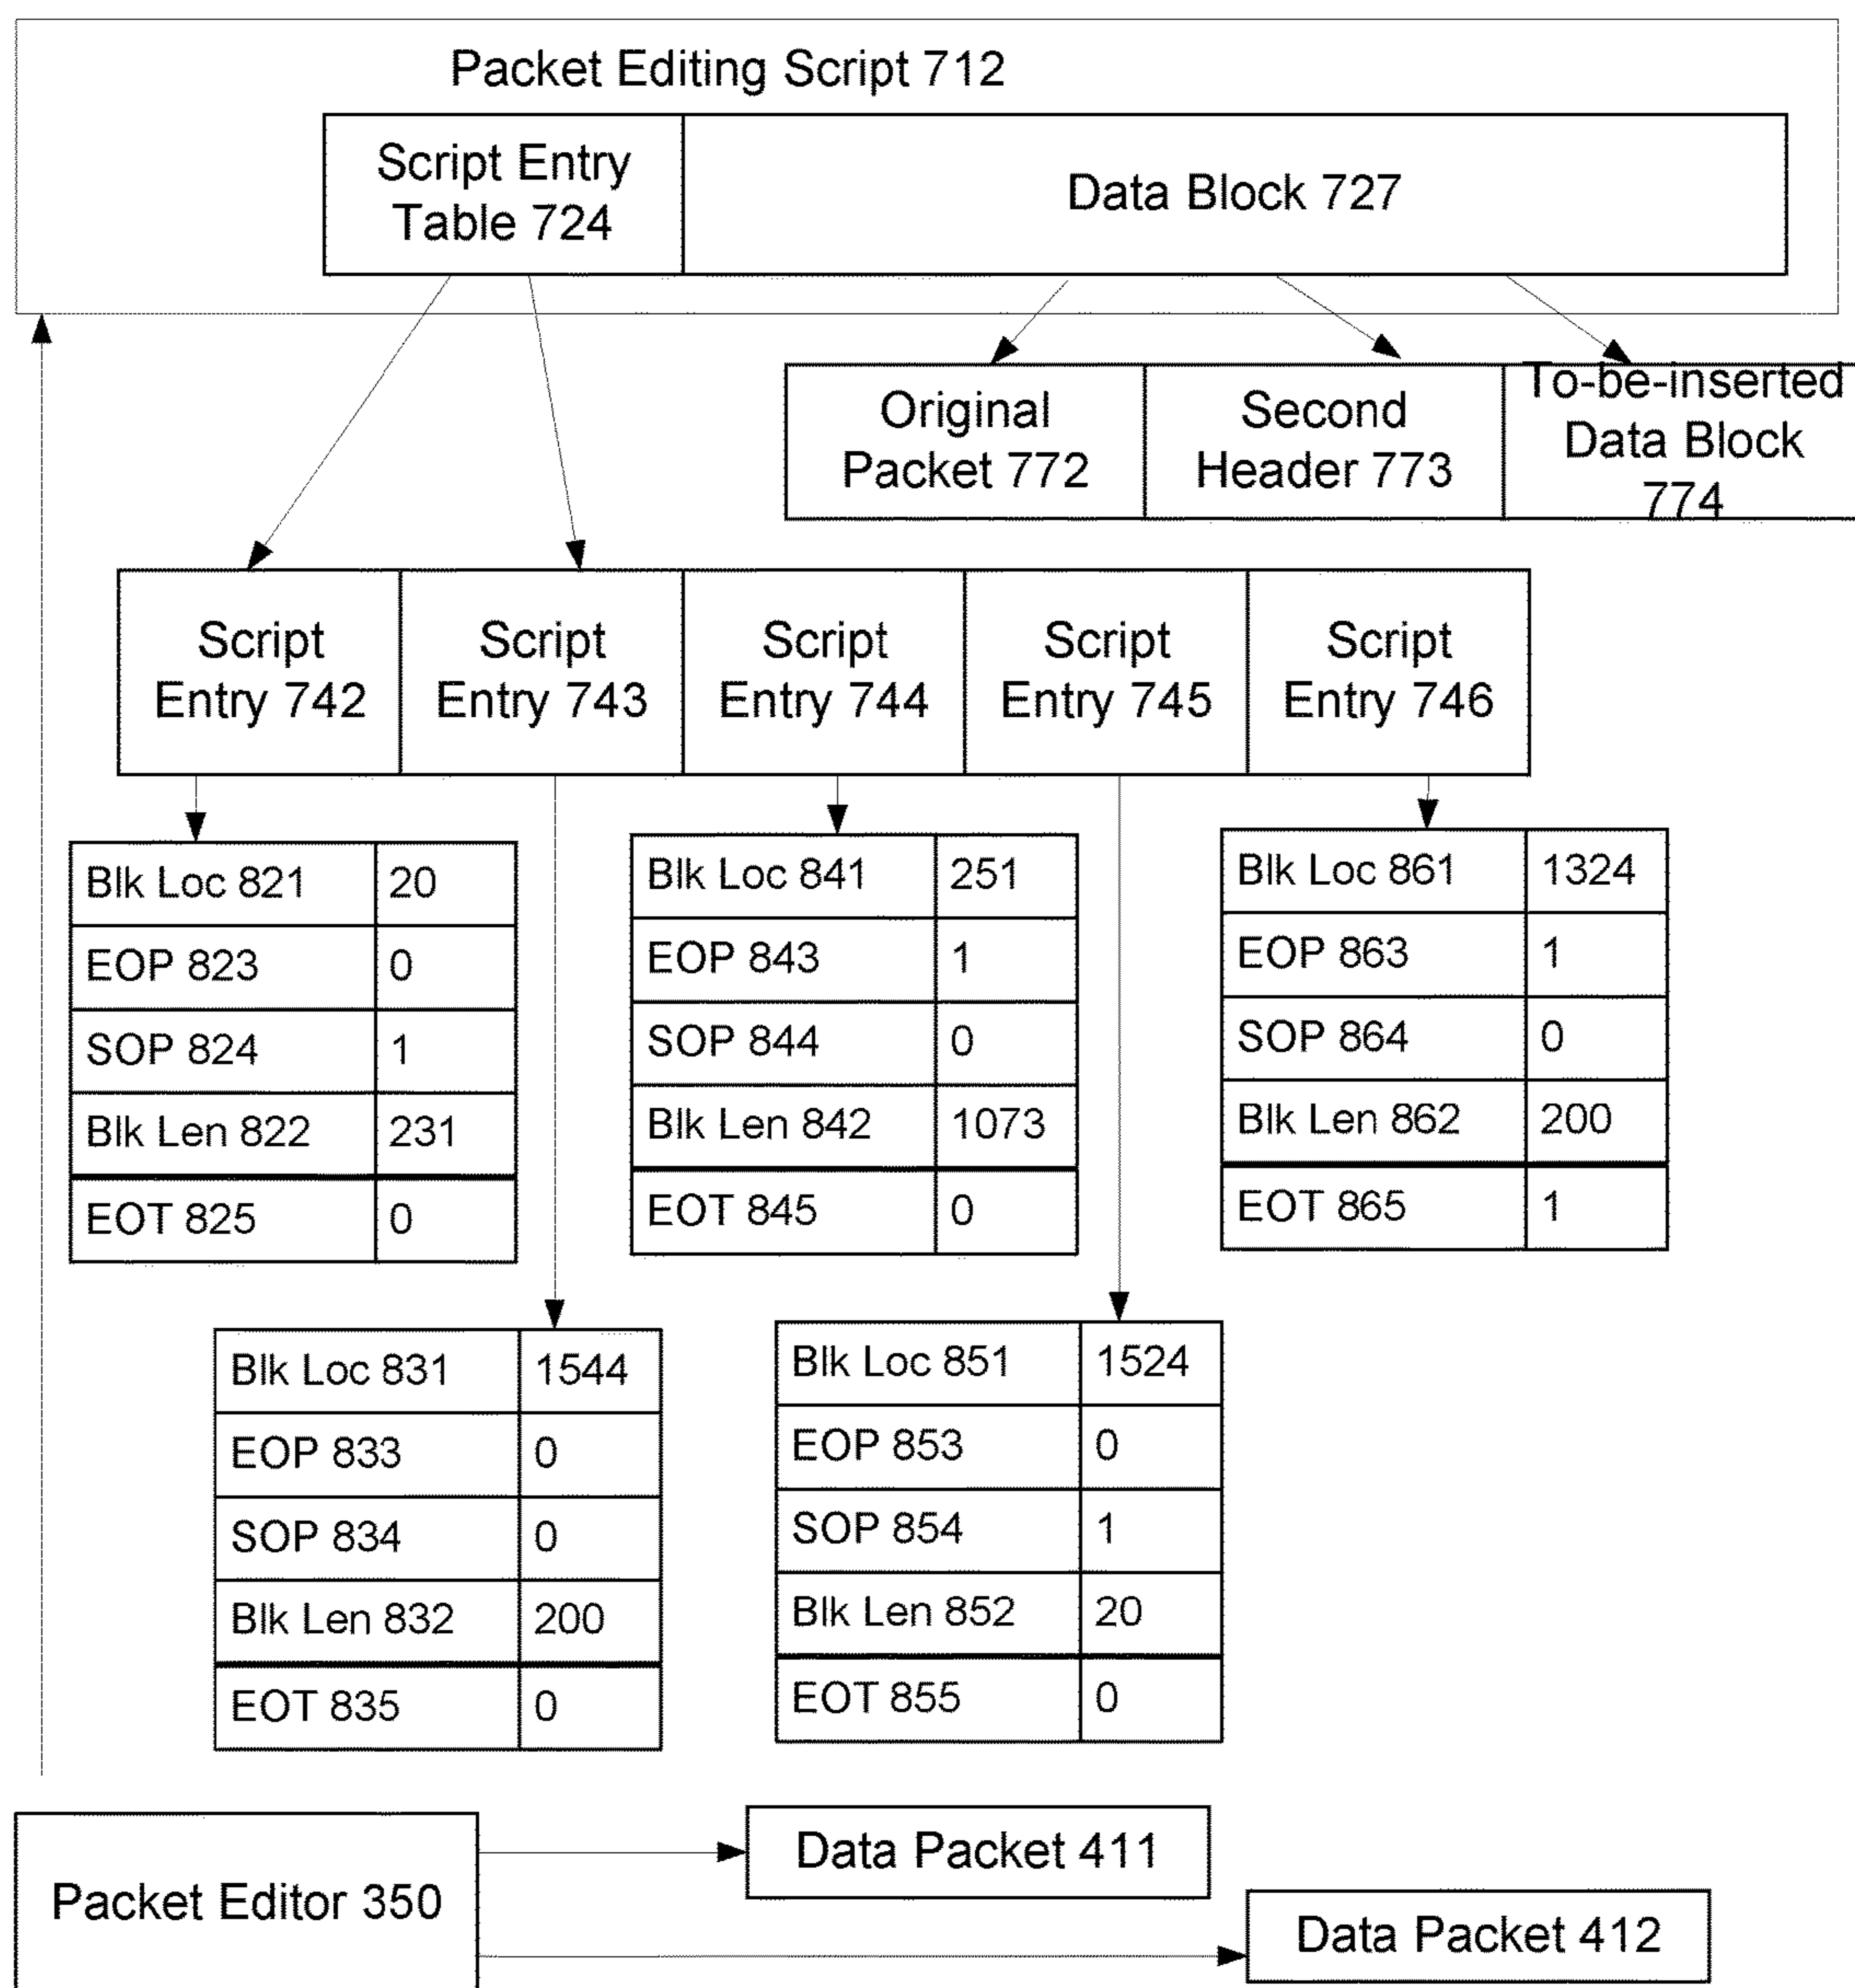 Packet Editing Script 712
Script Entry
Table 724
Data Block 727
Original
Packet 772
Second
Header 773
To-be-inserted
Data Block
774
Script
Entry 742
Script
Entry 743
Script
Entry 744
Script
Entry 745
Script
Entry 746
Blk Loc 821 20
EOP 823 0
SOP 824 1
Blk Len 822 231
EOT 825 0
Blk Loc 841 251
EOP 843 1
SOP 844 0
Blk Len 842 1073
EOT 845 0
Blk Loc 861 1324
EOP 863 1
SOP 864 0
Blk Len 862 200
EOT 865 1
Blk Loc 831 1544
EOP 833 0
SOP 834 0
Blk Len 832 200
EOT 835 0
Blk Loc 851 1524
EOP 853 0
SOP 854 1
Blk Len 852 20
EOT 855 0
Packet Editor 350
Data Packet 411
Data Packet 412